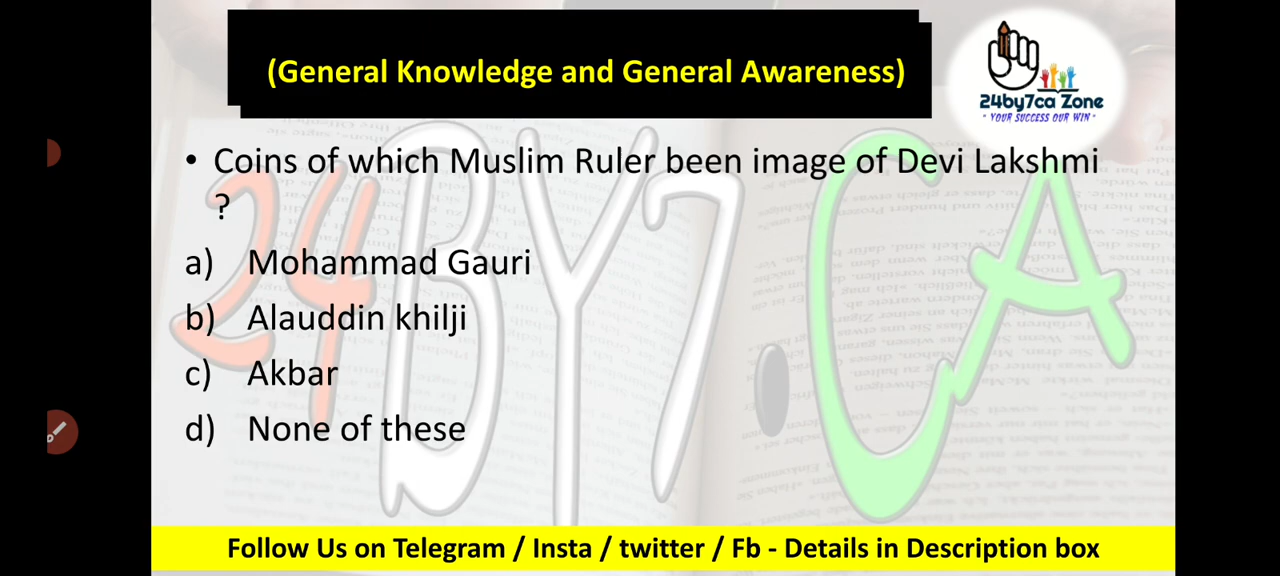 (General Knowledge and General Awareness)
24by7ca Zone
"YOUR SUCCESS OUR WIN"
• Coins of which Muslim Ruler been image of Devi Lakshmi
?
a) Mohammad Gauri
b) Alauddin khilji
c) Akbar
d) None of these
24BY7.CA
Follow Us on Telegram / Insta / twitter / Fb - Details in Description box